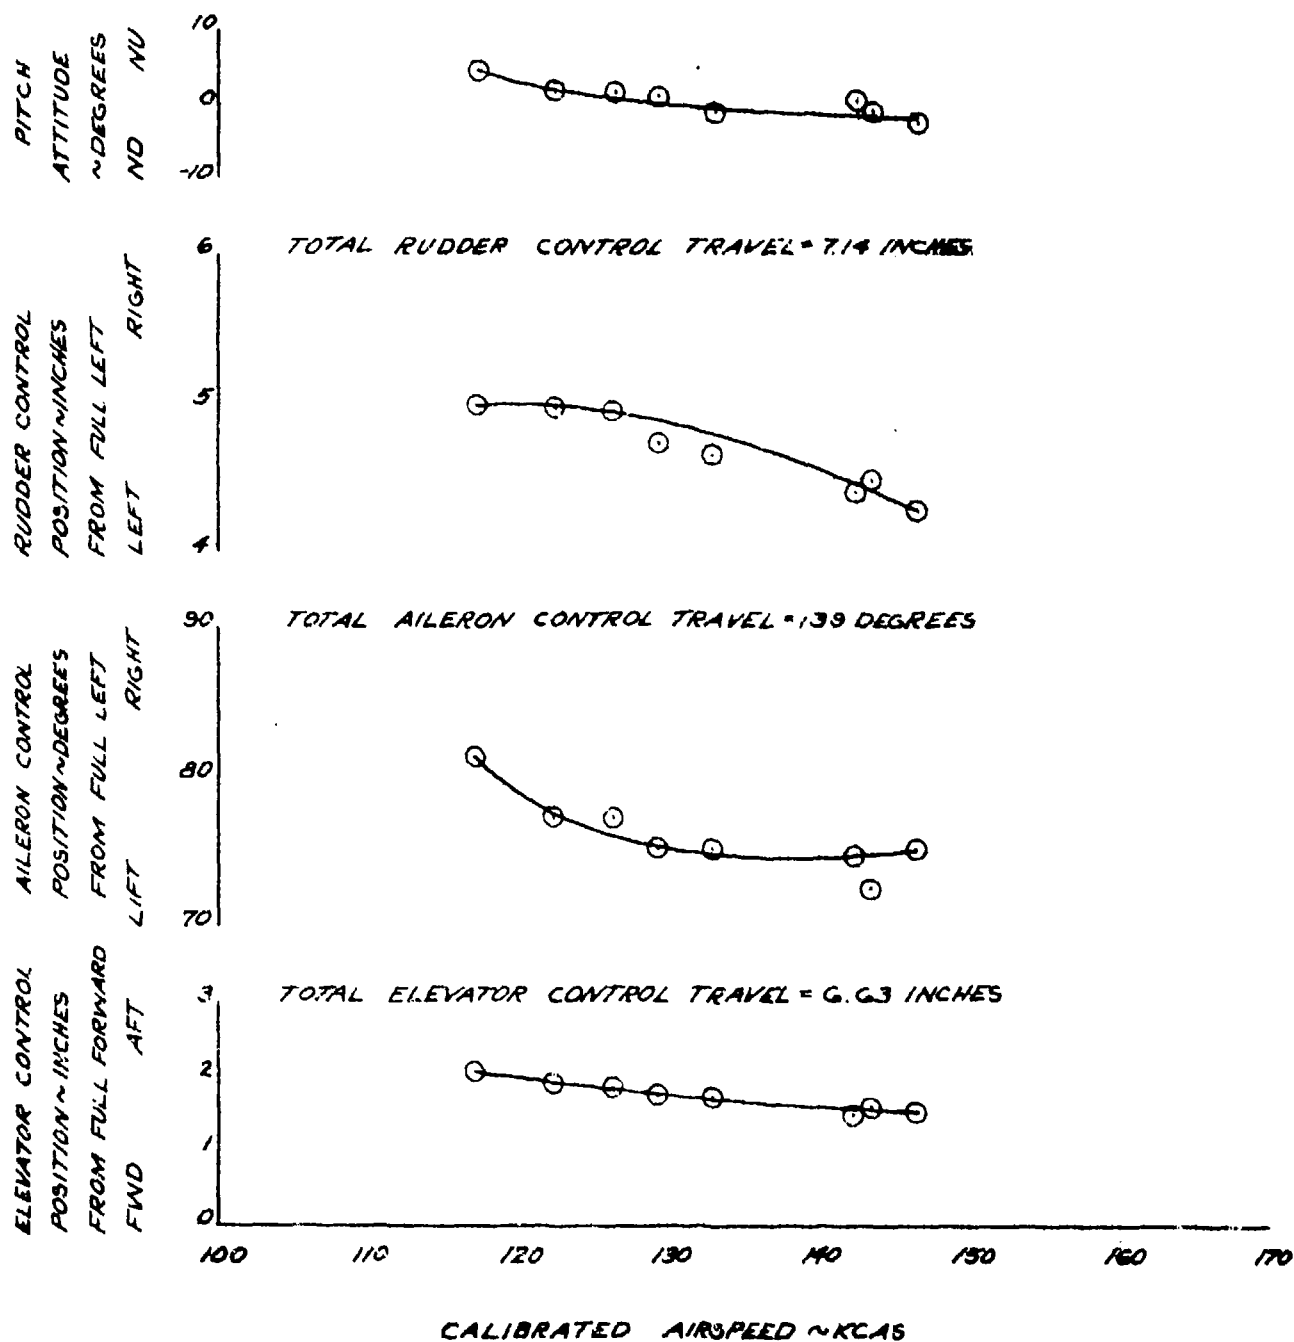 PITCH
ATTITUDE
~DEGREES
ND NU
10
0
-10
TOTAL RUDDER CONTROL TRAVEL = 7.14 INCHES
RUDDER CONTROL
POSITION ~ INCHES
FROM FULL LEFT
LEFT RIGHT
6
5
4
TOTAL AILERON CONTROL TRAVEL = 139 DEGREES
AILERON CONTROL
POSITION ~ DEGREES
FROM FULL LEFT
LIFT RIGHT
90
80
70
TOTAL ELEVATOR CONTROL TRAVEL = 6.63 INCHES
ELEVATOR CONTROL
POSITION ~ INCHES
FROM FULL FORWARD
FWD AFT
3
2
1
0
100 110 120 130 140 150 160 170
CALIBRATED AIRSPEED ~ KCAS